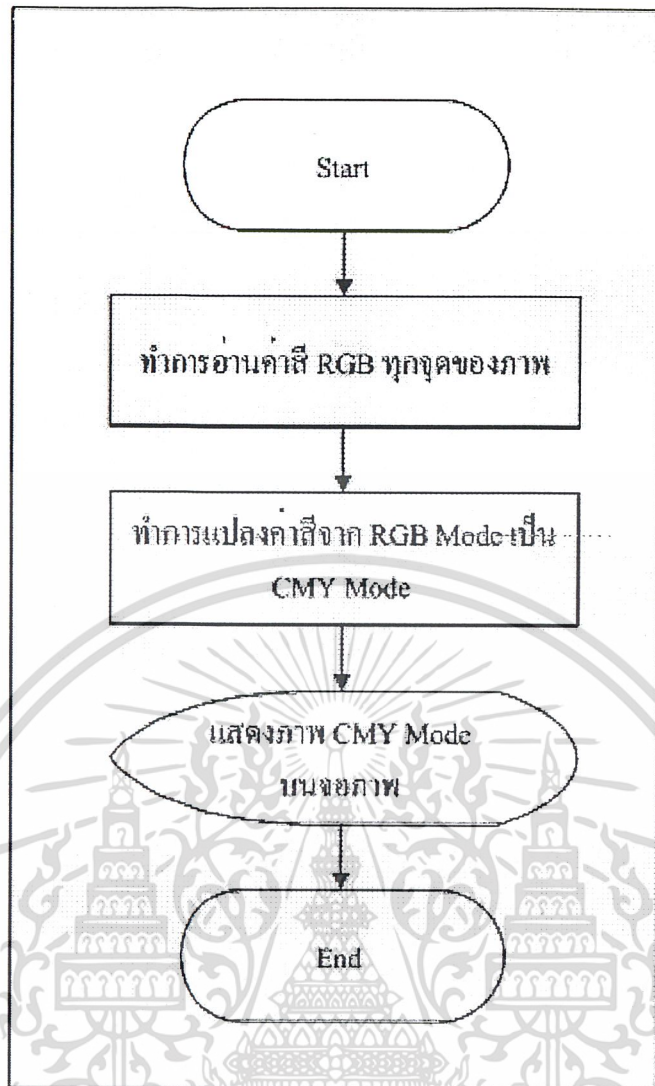 Start
ทำการอ่านค่าสี RGB ทุกจุดของภาพ
ทำการแปลงค่าสีจาก RGB Mode เป็น
CMY Mode
แสดงภาพ CMY Mode
บนจอภาพ
End